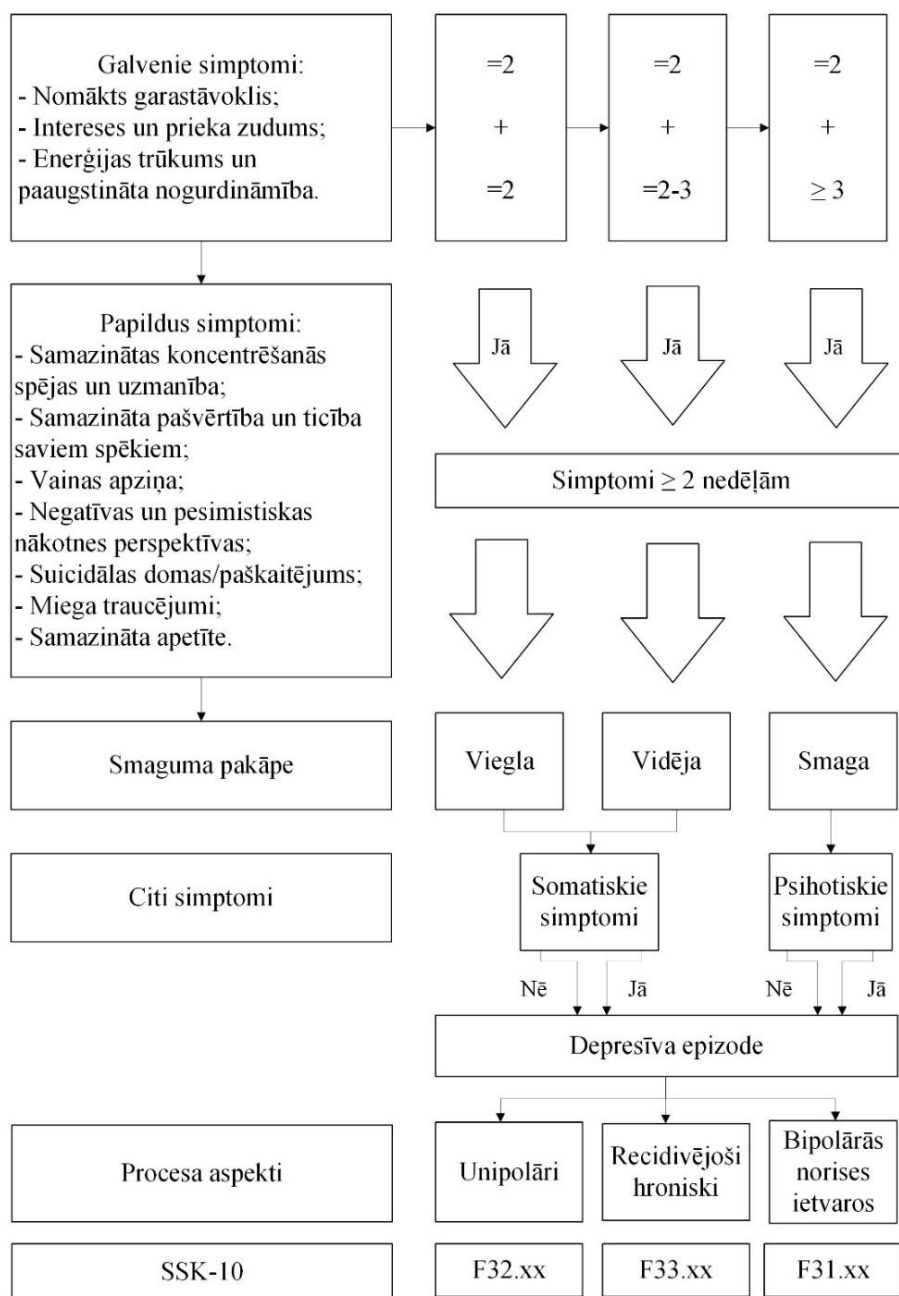 Galvenie simptomi:
- Nomākts garastāvoklis;
- Intereses un prieka zudums;
- Enerģijas trūkums un
paaugstināta nogurdināmība.
=2
+
=2
=2
+
=2-3
=2
+
≥ 3
Papildus simptomi:
- Samazinātas koncentrēšanās
spējas un uzmanība;
- Samazināta pašvērtība un ticība
saviem spēkiem;
- Vainas apziņa;
- Negatīvas un pesimistiskas
nākotnes perspektīvas;
- Suicidālas domas/paškaitējums;
- Miega traucējumi;
- Samazināta apetīte.
Jā
Jā
Jā
Simptomi ≥ 2 nedēļām
Smaguma pakāpe
Viegla
Vidēja
Smaga
Citi simptomi
Somatiskie
simptomi
Psihotiskie
simptomi
Nē
Jā
Nē
Jā
Depresīva epizode
Procesa aspekti
Unipolāri
Recidivējoši
hroniski
Bipolārās
norises
ietvaros
SSK-10
F32.xx
F33.xx
F31.xx